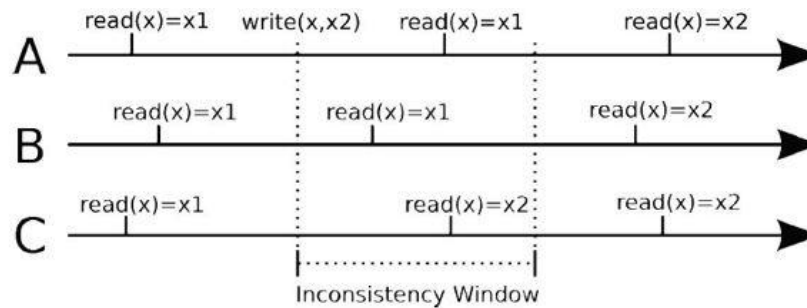 read(x)=x1 write(x,x2) read(x)=x1 read(x)=x2
A
read(x)=x1 read(x)=x1 read(x)=x2
B
read(x)=x1 read(x)=x2 read(x)=x2
C
Inconsistency Window